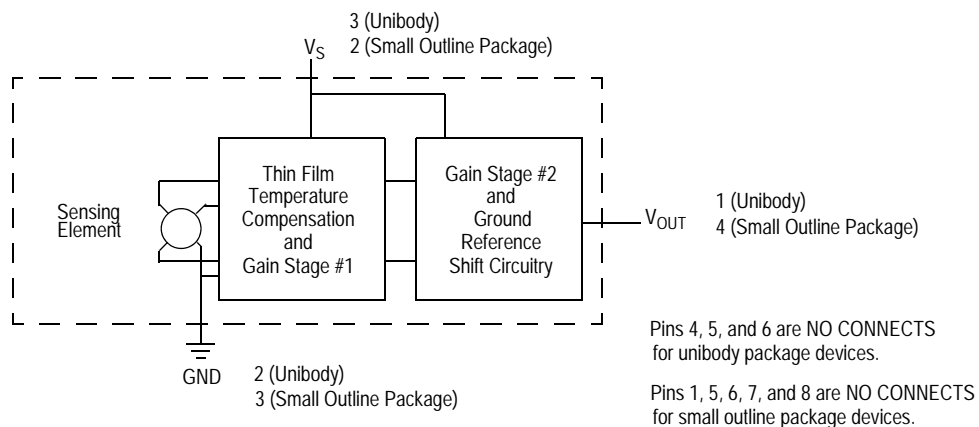 3 (Unibody)
V_S 2 (Small Outline Package)
Thin Film
Temperature
Compensation
and
Gain Stage #1
Gain Stage #2
and
Ground
Reference
Shift Circuitry
Sensing
Element
V_OUT
1 (Unibody)
4 (Small Outline Package)
GND
2 (Unibody)
3 (Small Outline Package)
Pins 4, 5, and 6 are NO CONNECTS
for unibody package devices.
Pins 1, 5, 6, 7, and 8 are NO CONNECTS
for small outline package devices.